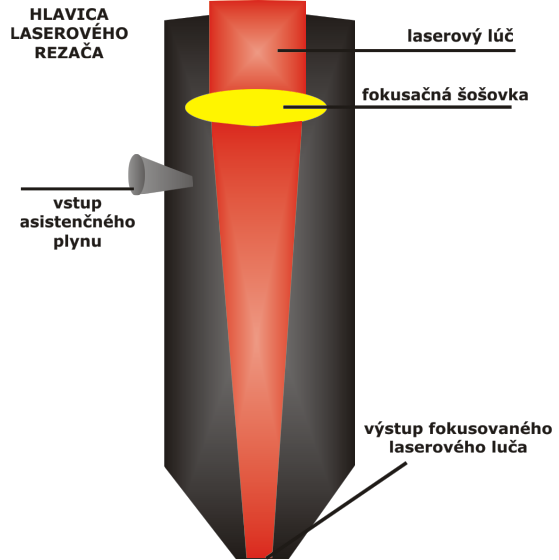 HLAVICA
LASEROVÉHO
REZAČA
laserový lúč
fokusačná šošovka
vstup
asistenčného
plynu
výstup fokusovaného
laserového luča